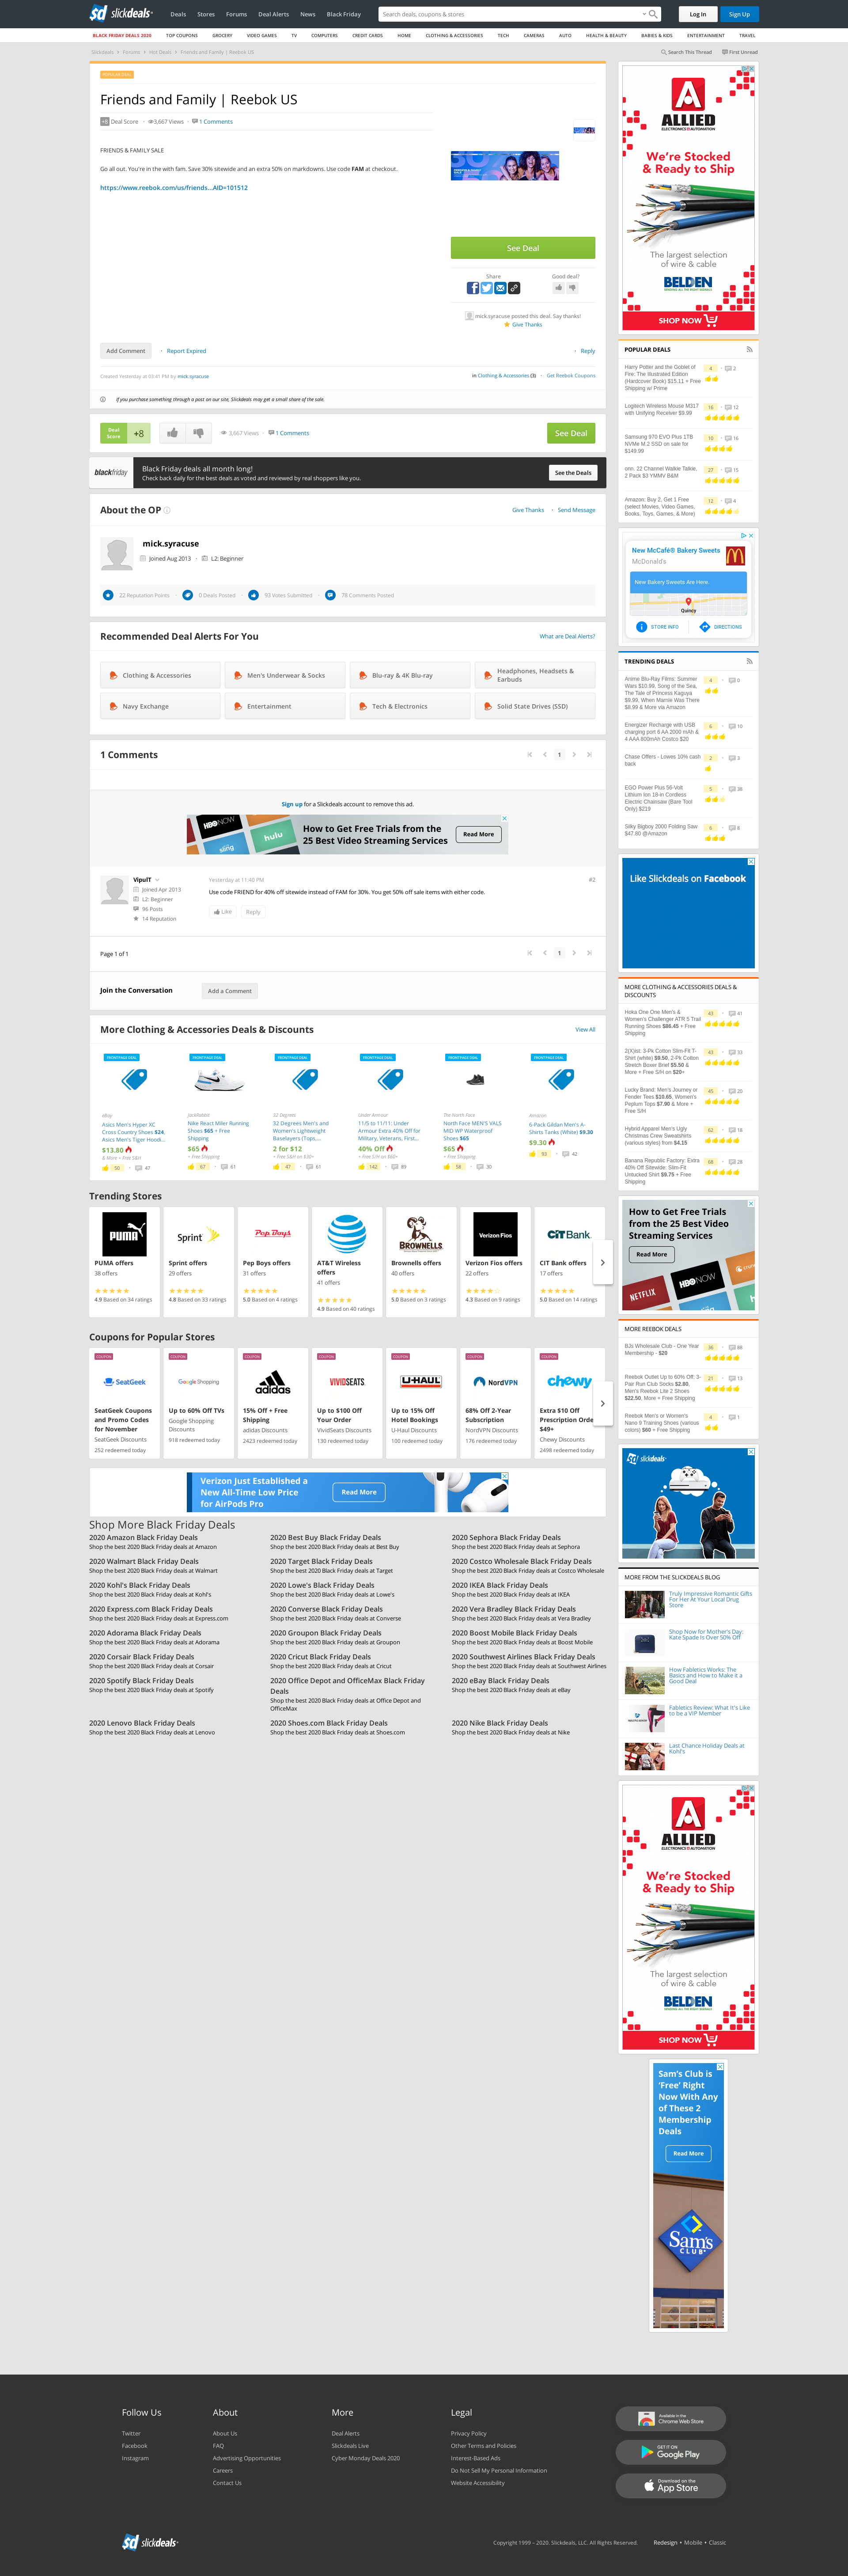 slickdeals
Deals Stores Forums Deal Alerts News Black Friday
Search deals, coupons & stores
Log In Sign Up
BLACK FRIDAY DEALS 2020 TOP COUPONS GROCERY VIDEO GAMES TV COMPUTERS CREDIT CARDS HOME CLOTHING & ACCESSORIES TECH CAMERAS AUTO HEALTH & BEAUTY BABIES & KIDS ENTERTAINMENT TRAVEL
Slickdeals > Forums > Hot Deals > Friends and Family | Reebok US
Search This Thread First Unread
POPULAR DEAL
Friends and Family | Reebok US
+8 Deal Score 3,667 Views 1 Comments
FRIENDS & FAMILY SALE
Go all out. You're in the with fam. Save 30% sitewide and an extra 50% on markdowns. Use code FAM at checkout.
https://www.reebok.com/us/friends...AID=101512
See Deal
Share Good deal?
mick.syracuse posted this deal. Say thanks!
Give Thanks
Add Comment Report Expired Reply
Created Yesterday at 03:41 PM by mick.syracuse
in Clothing & Accessories (3) Get Reebok Coupons
If you purchase something through a post on our site, Slickdeals may get a small share of the sale.
Deal Score +8 3,667 Views 1 Comments See Deal
blackfriday
Black Friday deals all month long!
Check back daily for the best deals as voted and reviewed by real shoppers like you.
See the Deals
About the OP Give Thanks Send Message
mick.syracuse
Joined Aug 2013 L2: Beginner
22 Reputation Points 0 Deals Posted 93 Votes Submitted 78 Comments Posted
Recommended Deal Alerts For You What are Deal Alerts?
Clothing & Accessories
Men's Underwear & Socks
Blu-ray & 4K Blu-ray
Headphones, Headsets & Earbuds
Navy Exchange
Entertainment
Tech & Electronics
Solid State Drives (SSD)
1 Comments 1
Sign up for a Slickdeals account to remove this ad.
HBO NOW
sling
hulu
How to Get Free Trials from the
25 Best Video Streaming Services
Read More
VipulT
Joined Apr 2013
L2: Beginner
96 Posts
14 Reputation
Yesterday at 11:40 PM #2
Use code FRIEND for 40% off sitewide instead of FAM for 30%. You get 50% off sale items with either code.
Like Reply
Page 1 of 1 1
Join the Conversation Add a Comment
More Clothing & Accessories Deals & Discounts View All
FRONTPAGE DEAL
eBay
Asics Men's Hyper XC Cross Country Shoes $24, Asics Men's Tiger Hoodi...
$13.80
& More + Free S&H
50 47
FRONTPAGE DEAL
JackRabbit
Nike React Miler Running Shoes $65 + Free Shipping
$65
+ Free Shipping
67 61
FRONTPAGE DEAL
32 Degrees
32 Degrees Men's and Women's Lightweight Baselayers (Tops,...
2 for $12
+ Free S&H on $30+
47 61
FRONTPAGE DEAL
Under Armour
11/5 to 11/11: Under Armour Extra 40% Off for Military, Veterans, First...
40% Off
+ Free S/H on $60+
142 89
FRONTPAGE DEAL
The North Face
North Face MEN'S VALS MID WP Waterproof Shoes $65
$65
+ Free Shipping
58 30
FRONTPAGE DEAL
Amazon
6-Pack Gildan Men's A-Shirts Tanks (White) $9.30
$9.30
93 42
Trending Stores
PUMA offers
38 offers
4.9 Based on 34 ratings
Sprint offers
29 offers
4.8 Based on 33 ratings
Pep Boys offers
31 offers
5.0 Based on 4 ratings
AT&T Wireless offers
41 offers
4.9 Based on 40 ratings
Brownells offers
40 offers
5.0 Based on 3 ratings
Verizon Fios offers
22 offers
4.3 Based on 9 ratings
CIT Bank offers
17 offers
5.0 Based on 14 ratings
Coupons for Popular Stores
COUPON
SeatGeek
SeatGeek Coupons and Promo Codes for November
SeatGeek Discounts
252 redeemed today
COUPON
Google Shopping
Up to 60% Off TVs
Google Shopping Discounts
918 redeemed today
COUPON
adidas
15% Off + Free Shipping
adidas Discounts
2423 redeemed today
COUPON
VIVIDSEATS
Up to $100 Off Your Order
VividSeats Discounts
130 redeemed today
COUPON
U-HAUL
Up to 15% Off Hotel Bookings
U-Haul Discounts
100 redeemed today
COUPON
NordVPN
68% Off 2-Year Subscription
NordVPN Discounts
176 redeemed today
COUPON
chewy
Extra $10 Off Prescription Orde $49+
Chewy Discounts
2498 redeemed today
Verizon Just Established a
New All-Time Low Price
for AirPods Pro
Read More
Shop More Black Friday Deals
2020 Amazon Black Friday Deals
Shop the best 2020 Black Friday deals at Amazon
2020 Best Buy Black Friday Deals
Shop the best 2020 Black Friday deals at Best Buy
2020 Sephora Black Friday Deals
Shop the best 2020 Black Friday deals at Sephora
2020 Walmart Black Friday Deals
Shop the best 2020 Black Friday deals at Walmart
2020 Target Black Friday Deals
Shop the best 2020 Black Friday deals at Target
2020 Costco Wholesale Black Friday Deals
Shop the best 2020 Black Friday deals at Costco Wholesale
2020 Kohl's Black Friday Deals
Shop the best 2020 Black Friday deals at Kohl's
2020 Lowe's Black Friday Deals
Shop the best 2020 Black Friday deals at Lowe's
2020 IKEA Black Friday Deals
Shop the best 2020 Black Friday deals at IKEA
2020 Express.com Black Friday Deals
Shop the best 2020 Black Friday deals at Express.com
2020 Converse Black Friday Deals
Shop the best 2020 Black Friday deals at Converse
2020 Vera Bradley Black Friday Deals
Shop the best 2020 Black Friday deals at Vera Bradley
2020 Adorama Black Friday Deals
Shop the best 2020 Black Friday deals at Adorama
2020 Groupon Black Friday Deals
Shop the best 2020 Black Friday deals at Groupon
2020 Boost Mobile Black Friday Deals
Shop the best 2020 Black Friday deals at Boost Mobile
2020 Corsair Black Friday Deals
Shop the best 2020 Black Friday deals at Corsair
2020 Cricut Black Friday Deals
Shop the best 2020 Black Friday deals at Cricut
2020 Southwest Airlines Black Friday Deals
Shop the best 2020 Black Friday deals at Southwest Airlines
2020 Spotify Black Friday Deals
Shop the best 2020 Black Friday deals at Spotify
2020 Office Depot and OfficeMax Black Friday Deals
Shop the best 2020 Black Friday deals at Office Depot and OfficeMax
2020 eBay Black Friday Deals
Shop the best 2020 Black Friday deals at eBay
2020 Lenovo Black Friday Deals
Shop the best 2020 Black Friday deals at Lenovo
2020 Shoes.com Black Friday Deals
Shop the best 2020 Black Friday deals at Shoes.com
2020 Nike Black Friday Deals
Shop the best 2020 Black Friday deals at Nike
ALLIED
ELECTRONICS & AUTOMATION
We're Stocked
& Ready to Ship
The largest selection
of wire & cable
BELDEN
SHOP NOW
POPULAR DEALS
Harry Potter and the Goblet of Fire: The Illustrated Edition (Hardcover Book) $15.11 + Free Shipping w/ Prime 4 2
Logitech Wireless Mouse M317 with Unifying Receiver $9.99 16 12
Samsung 970 EVO Plus 1TB NVMe M.2 SSD on sale for $149.99 10 16
onn. 22 Channel Walkie Talkie, 2 Pack $3 YMMV B&M 27 15
Amazon: Buy 2, Get 1 Free (select Movies, Video Games, Books, Toys, Games, & More) 12 4
New McCafé® Bakery Sweets
McDonald's
New Bakery Sweets Are Here.
Quincy
STORE INFO DIRECTIONS
TRENDING DEALS
Anime Blu-Ray Films: Summer Wars $10.99, Song of the Sea, The Tale of Princess Kaguya $9.99, When Marnie Was There $8.99 & More via Amazon 4 0
Energizer Recharge with USB charging port 6 AA 2000 mAh & 4 AAA 800mAh Costco $20 6 10
Chase Offers - Lowes 10% cash back 2 3
EGO Power Plus 56-Volt Lithium Ion 18-in Cordless Electric Chainsaw (Bare Tool Only) $219 5 38
Silky Bigboy 2000 Folding Saw $47.80 @Amazon 6 8
Like Slickdeals on Facebook
MORE CLOTHING & ACCESSORIES DEALS & DISCOUNTS
Hoka One One Men's & Women's Challenger ATR 5 Trail Running Shoes $86.45 + Free Shipping 43 41
2(X)ist: 3-Pk Cotton Slim-Fit T-Shirt (white) $9.50, 2-Pk Cotton Stretch Boxer Brief $5.50 & More + Free S/H on $20+ 43 33
Lucky Brand: Men's Journey or Fender Tees $10.65, Women's Peplum Tops $7.90 & More + Free S/H 45 20
Hybrid Apparel Men's Ugly Christmas Crew Sweatshirts (various styles) from $4.15 62 18
Banana Republic Factory: Extra 40% Off Sitewide: Slim-Fit Untucked Shirt $9.75 + Free Shipping 68 28
How to Get Free Trials
from the 25 Best Video
Streaming Services
Read More
NETFLIX HBO NOW
MORE REEBOK DEALS
BJs Wholesale Club - One Year Membership - $20 36 88
Reebok Outlet Up to 60% Off: 3-Pair Run Club Socks $2.80, Men's Reebok Lite 2 Shoes $22.50, More + Free Shipping 21 13
Reebok Men's or Women's Nano 9 Training Shoes (various colors) $60 + Free Shipping 4 1
slickdeals
MORE FROM THE SLICKDEALS BLOG
Truly Impressive Romantic Gifts For Her At Your Local Drug Store
Shop Now for Mother's Day: Kate Spade Is Over 50% Off
How Fabletics Works: The Basics and How to Make it a Good Deal
Fabletics Review: What It's Like to be a VIP Member
Last Chance Holiday Deals at Kohl's
ALLIED
ELECTRONICS & AUTOMATION
We're Stocked
& Ready to Ship
The largest selection
of wire & cable
BELDEN
SHOP NOW
Sam's Club is
'Free' Right
Now With Any
of These 2
Membership
Deals
Read More
Sam's
CLUB
Follow Us
Twitter
Facebook
Instagram
About
About Us
FAQ
Advertising Opportunities
Careers
Contact Us
More
Deal Alerts
Slickdeals Live
Cyber Monday Deals 2020
Legal
Privacy Policy
Other Terms and Policies
Interest-Based Ads
Do Not Sell My Personal Information
Website Accessibility
Available in the
Chrome Web Store
GET IT ON
Google Play
Download on the
App Store
slickdeals
Copyright 1999 - 2020. Slickdeals, LLC. All Rights Reserved. Redesign • Mobile • Classic